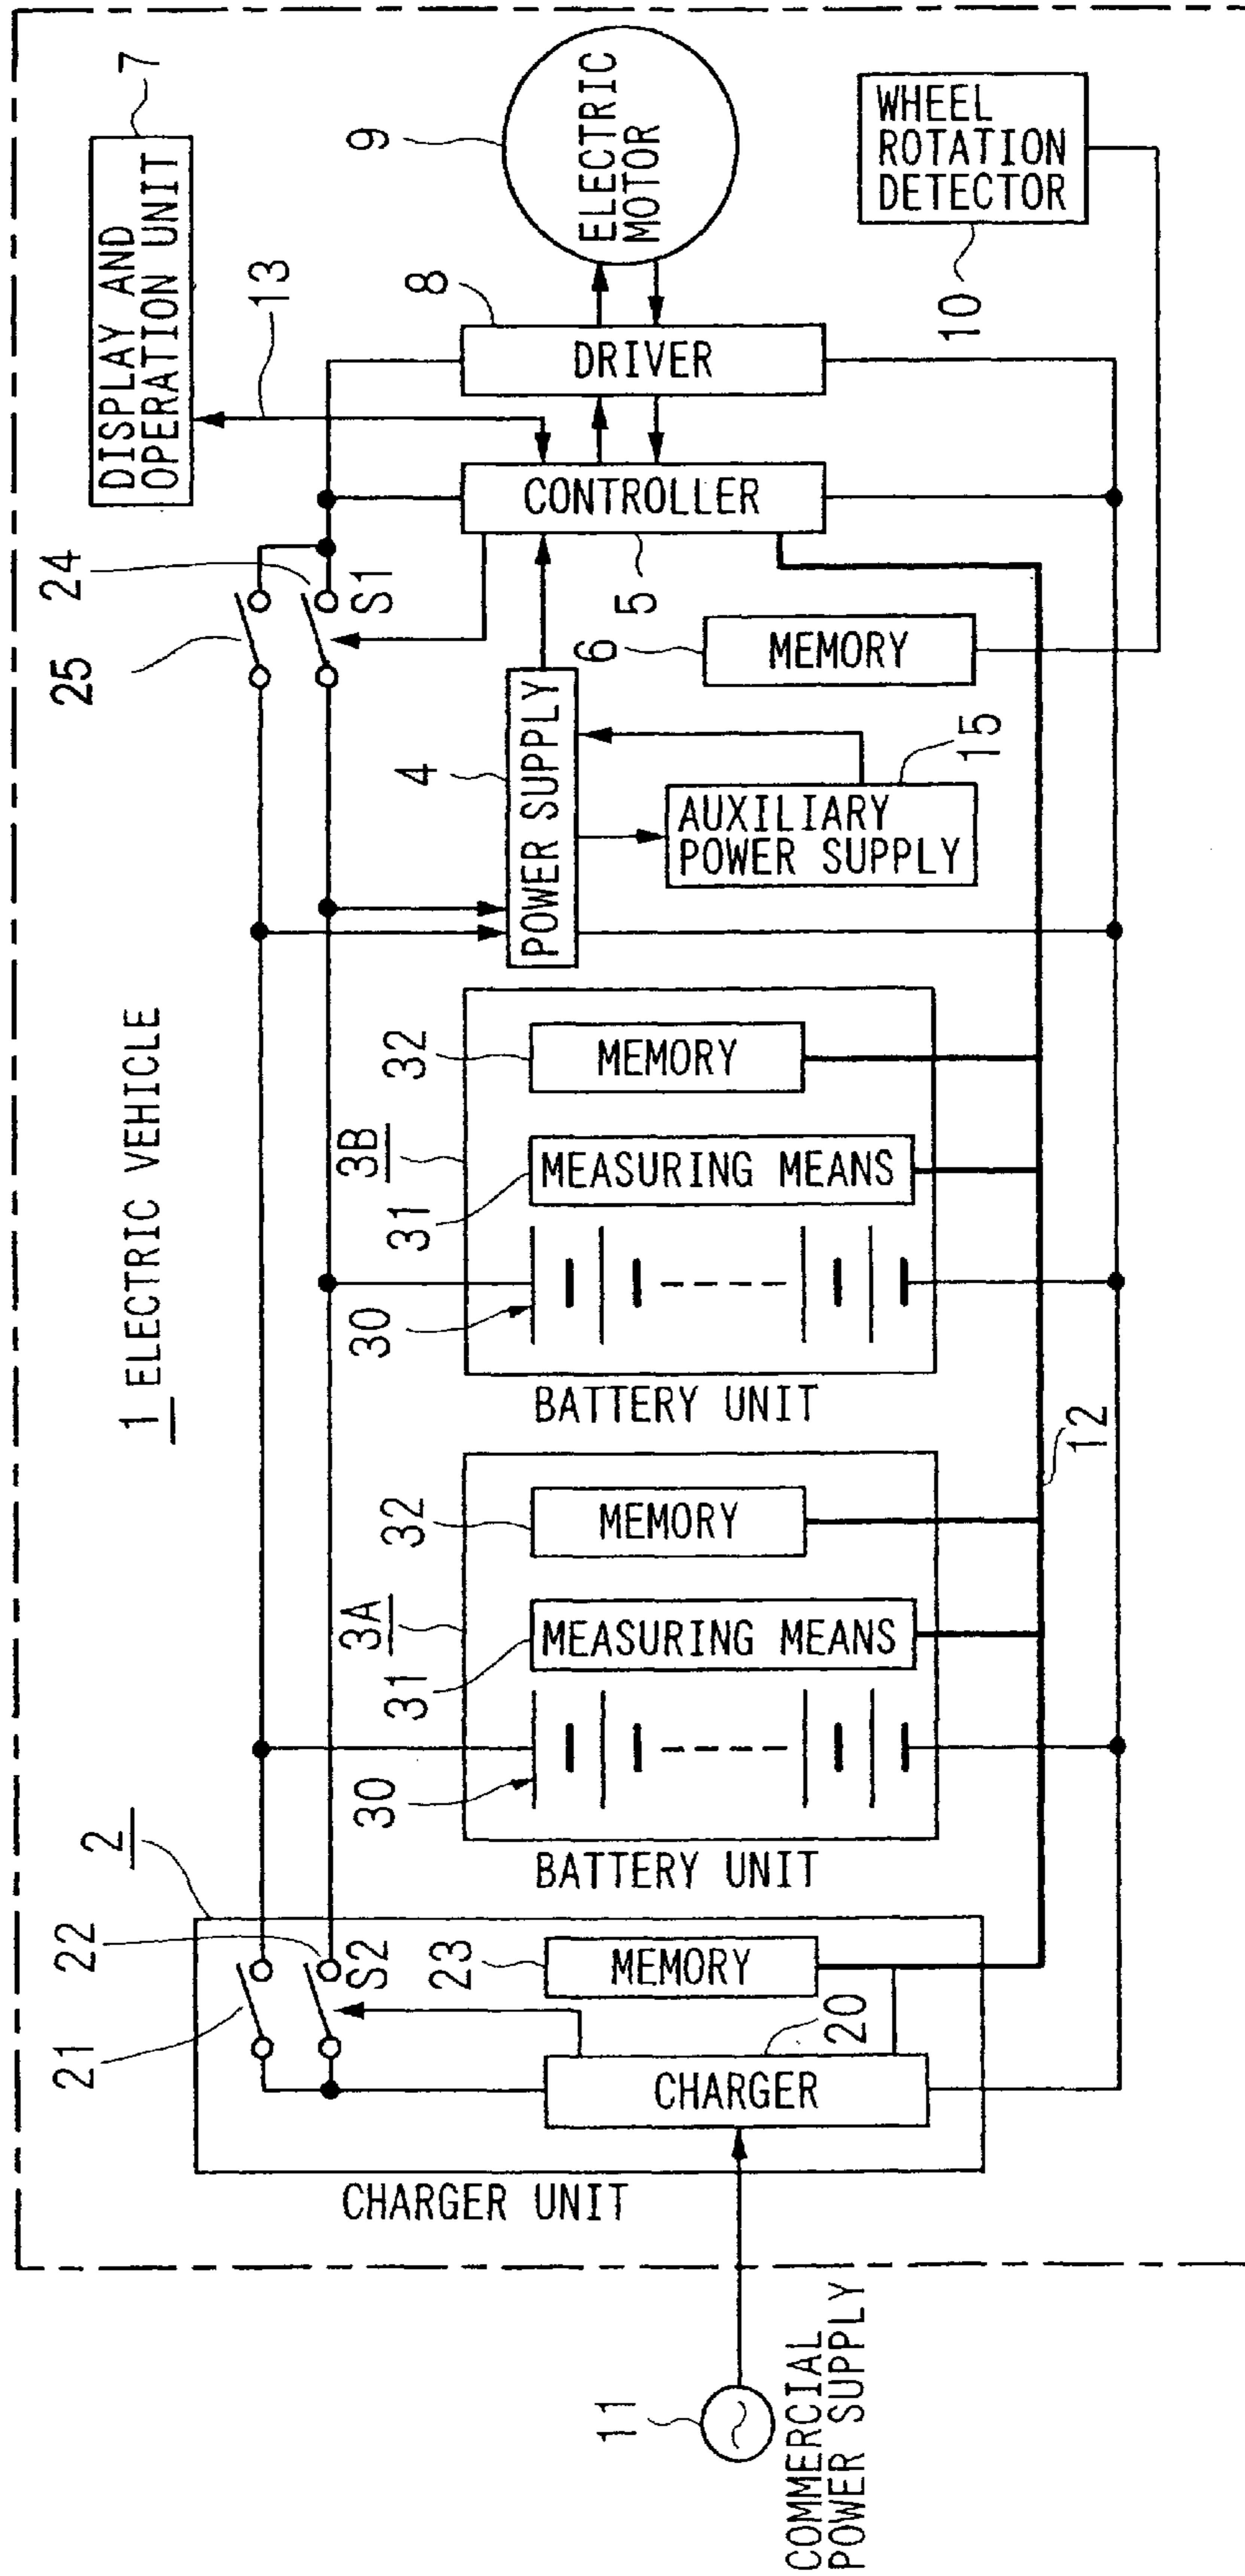 1 ELECTRIC VEHICLE
25
24
S1
13
DISPLAY AND
OPERATION UNIT
7
21
22
S2
2
23
MEMORY
20
CHARGER
CHARGER UNIT
11
COMMERCIAL
POWER SUPPLY
30
31
3A
32
MEASURING MEANS
MEMORY
BATTERY UNIT
30
31
3B
32
MEASURING MEANS
MEMORY
BATTERY UNIT
12
4
POWER SUPPLY
AUXILIARY
POWER SUPPLY
15
6
MEMORY
5
CONTROLLER
8
DRIVER
9
ELECTRIC
MOTOR
10
WHEEL
ROTATION
DETECTOR